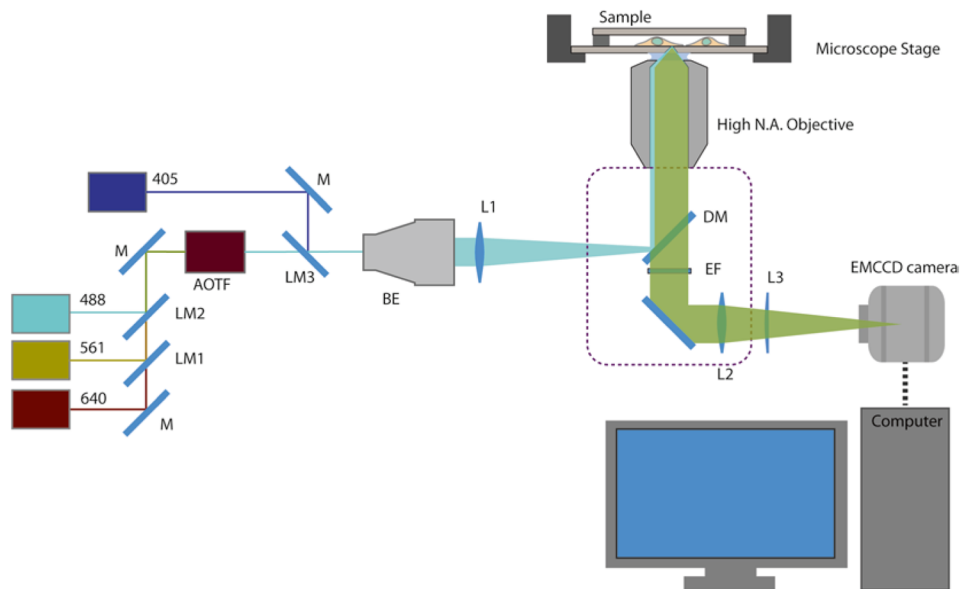 Sample
Microscope Stage
High N.A. Objective
405
M
L1
DM
M
AOTF
LM3
BE
EF
L3
EMCCD camera
488
LM2
561
LM1
L2
640
M
Computer